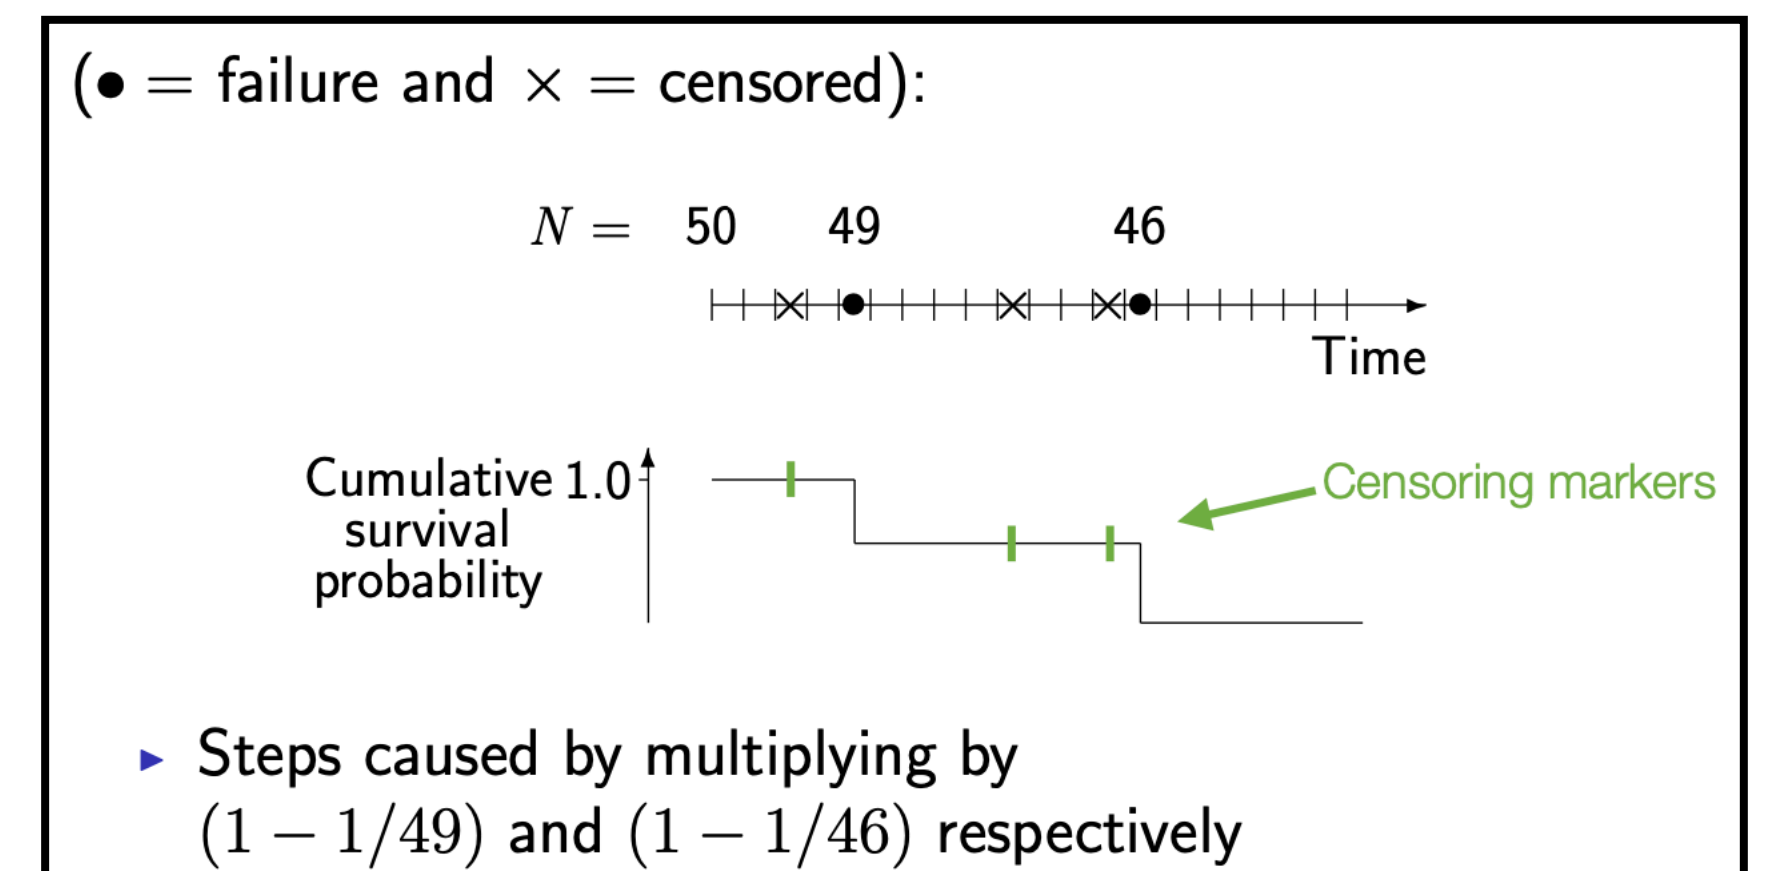 (• = failure and × = censored):
N = 50 49 46
Time
Cumulative 1.0
survival
probability
Censoring markers
▶ Steps caused by multiplying by
(1 − 1/49) and (1 − 1/46) respectively